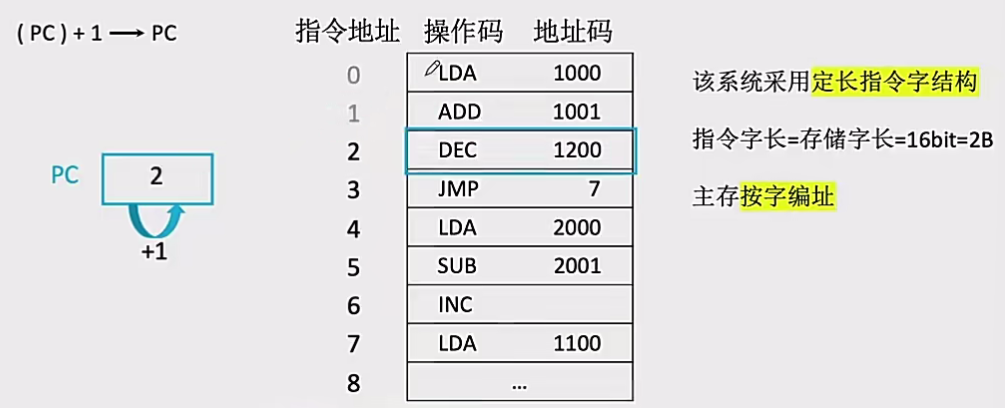 (PC)+1→PC
指令地址 操作码 地址码
0 LDA 1000
1 ADD 1001
2 DEC 1200
3 JMP 7
4 LDA 2000
5 SUB 2001
6 INC
7 LDA 1100
8 ...
PC 2
+1
该系统采用定长指令字结构
指令字长=存储字长=16bit=2B
主存按字编址